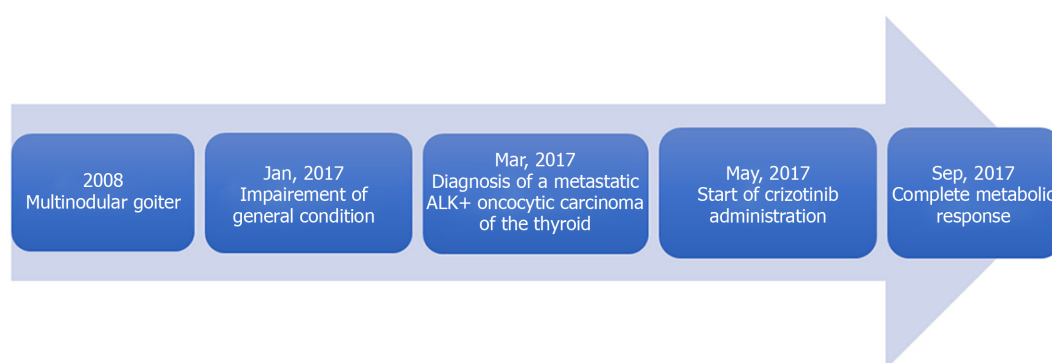 2008
Multinodular goiter
Jan, 2017
Impairement of
general condition
Mar, 2017
Diagnosis of a metastatic
ALK+ oncocytic carcinoma
of the thyroid
May, 2017
Start of crizotinib
administration
Sep, 2017
Complete metabolic
response